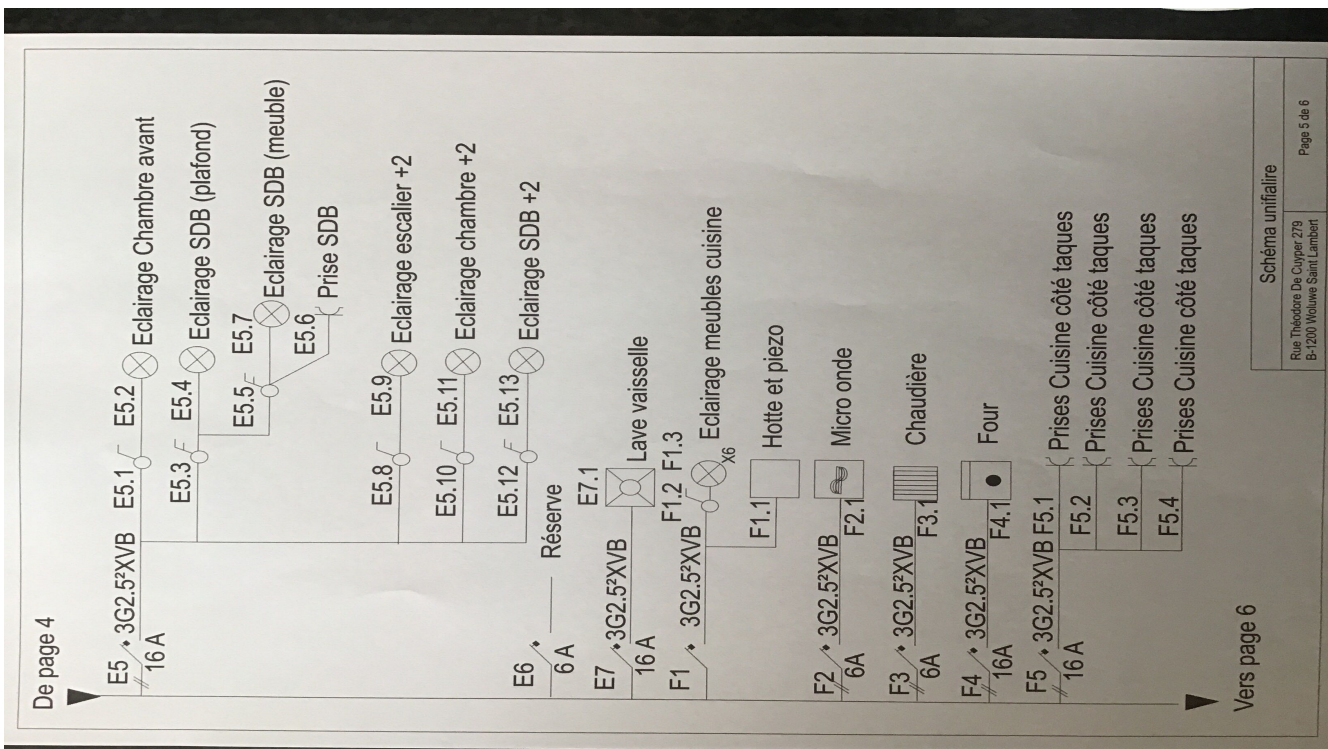 De page 4
E5
3G2.5²XVB
16 A
E5.1
E5.2
Eclairage Chambre avant
E5.3
E5.4
Eclairage SDB (plafond)
E5.5
E5.7
Eclairage SDB (meuble)
E5.6
Prise SDB
E5.8
E5.9
Eclairage escalier +2
E5.10
E5.11
Eclairage chambre +2
E5.12
E5.13
Eclairage SDB +2
E6
6 A
Réserve
E7
3G2.5²XVB
16 A
E7.1
Lave vaisselle
F1
3G2.5²XVB
F1.2
F1.3
X6
Eclairage meubles cuisine
F1.1
Hotte et piezo
F2
3G2.5²XVB
6A
F2.1
Micro onde
F3
3G2.5²XVB
6A
F3.1
Chaudière
F4
3G2.5²XVB
16A
F4.1
Four
F5
3G2.5²XVB
16 A
F5.1
Prises Cuisine côté taques
F5.2
Prises Cuisine côté taques
F5.3
Prises Cuisine côté taques
F5.4
Prises Cuisine côté taques
Vers page 6
Schéma unifialire
Rue Théodore De Cuyper 279
B-1200 Woluwe Saint Lambert
Page 5 de 6